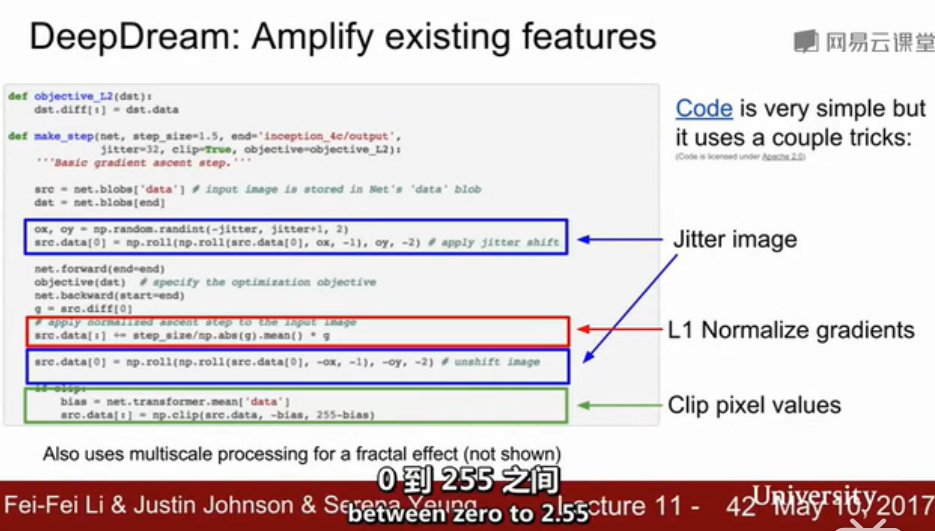 DeepDream: Amplify existing features
网易云课堂
def objective_L2(dst):
    dst.diff[:] = dst.data
def make_step(net, step_size=1.5, end='inception_4c/output',
              jitter=32, clip=True, objective=objective_L2):
    '''Basic gradient ascent step.'''
    src = net.blobs['data'] # input image is stored in Net's 'data' blob
    dst = net.blobs[end]
    ox, oy = np.random.randint(-jitter, jitter+1, 2)
    src.data[0] = np.roll(np.roll(src.data[0], ox, -1), oy, -2) # apply jitter shift
    net.forward(end=end)
    objective(dst)  # specify the optimization objective
    net.backward(start=end)
    g = src.diff[0]
    # apply normalized ascent step to the input image
    src.data[:] += step_size/np.abs(g).mean() * g
    src.data[0] = np.roll(np.roll(src.data[0], -ox, -1), -oy, -2) # unshift image
    if clip:
        bias = net.transformer.mean['data']
        src.data[:] = np.clip(src.data, -bias, 255-bias)
Code is very simple but
it uses a couple tricks:
(Code is licensed under Apache 2.0)
Jitter image
L1 Normalize gradients
Clip pixel values
Also uses multiscale processing for a fractal effect (not shown)
0 到 255 之间
between zero to 2.55
Fei-Fei Li & Justin Johnson & Serena Yeung
Lecture 11 - 42
University
May 10, 2017